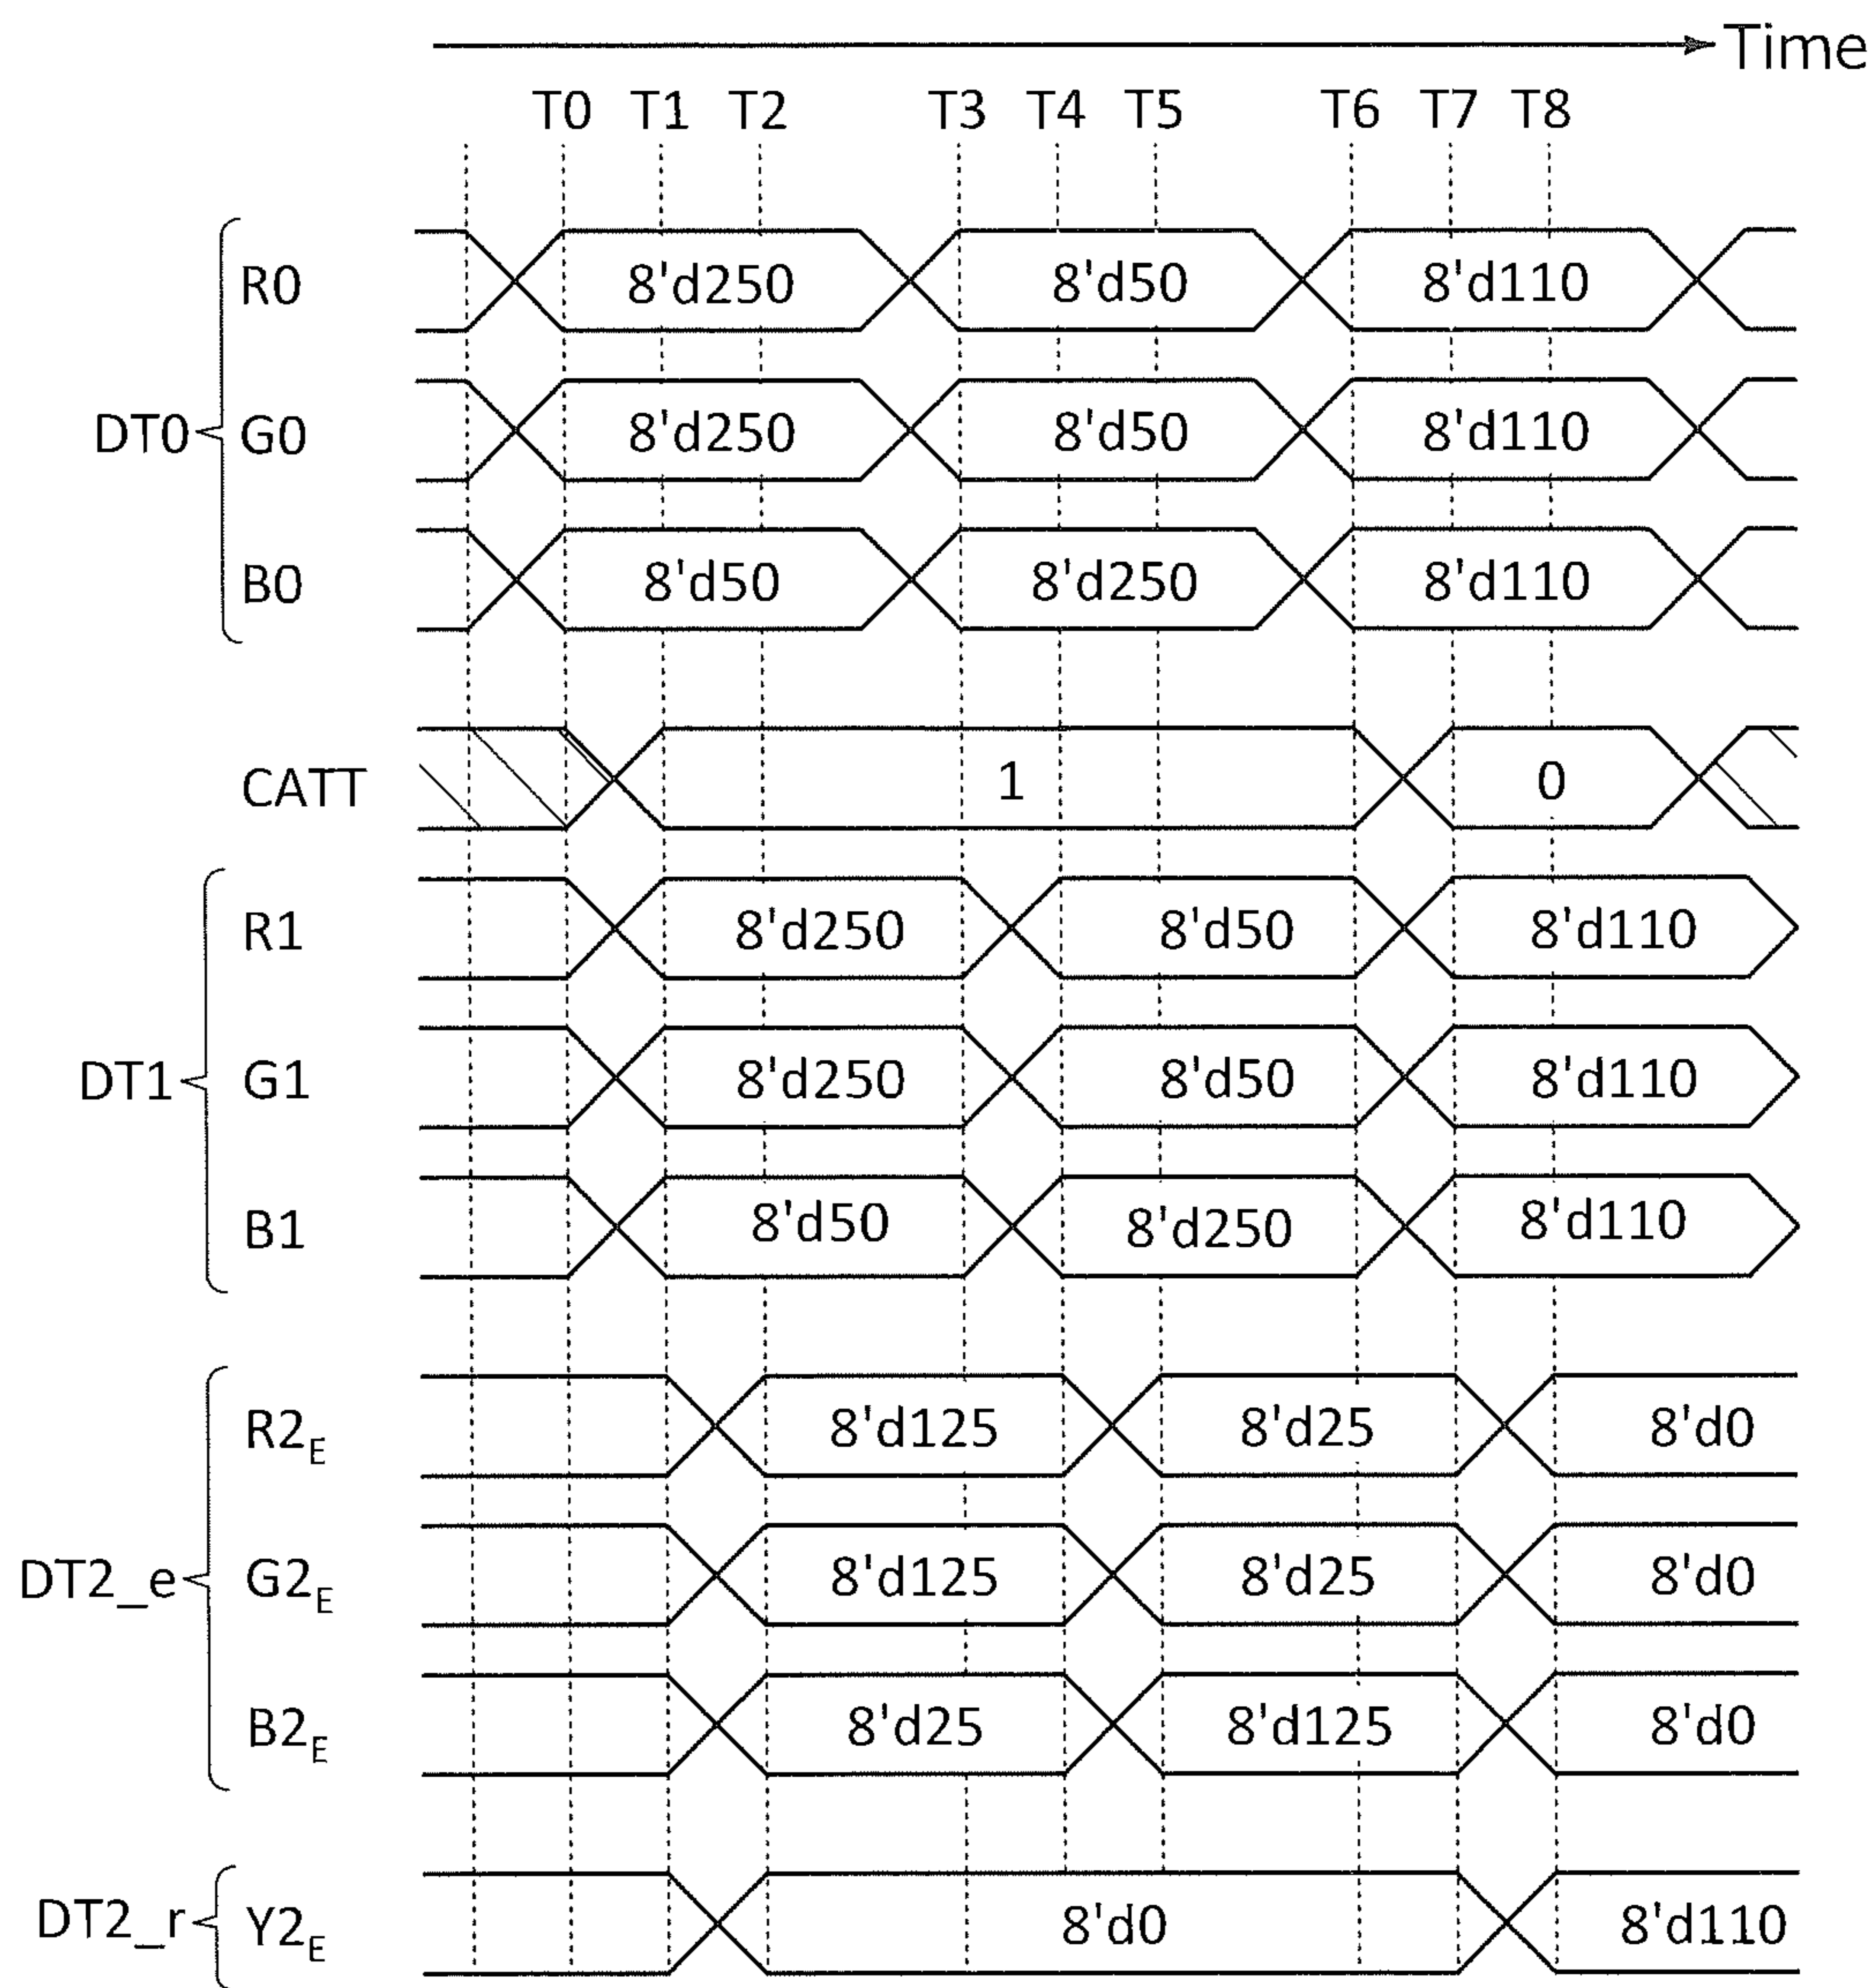 Time
T0 T1 T2 T3 T4 T5 T6 T7 T8
R0 8'd250 8'd50 8'd110
DT0 G0 8'd250 8'd50 8'd110
B0 8'd50 8'd250 8'd110
CATT 1 0
R1 8'd250 8'd50 8'd110
DT1 G1 8'd250 8'd50 8'd110
B1 8'd50 8'd250 8'd110
R2E 8'd125 8'd25 8'd0
DT2_e G2E 8'd125 8'd25 8'd0
B2E 8'd25 8'd125 8'd0
DT2_r Y2E 8'd0 8'd110